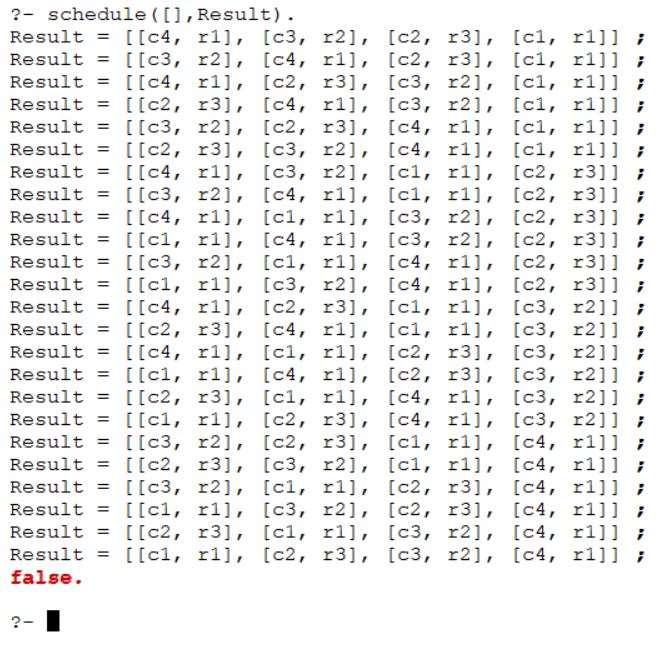 ?- schedule([],Result).
Result = [[c4, r1], [c3, r2], [c2, r3], [c1, r1]] ;
Result = [[c3, r2], [c4, r1], [c2, r3], [c1, r1]] ;
Result = [[c4, r1], [c2, r3], [c3, r2], [c1, r1]] ;
Result = [[c2, r3], [c4, r1], [c3, r2], [c1, r1]] ;
Result = [[c3, r2], [c2, r3], [c4, r1], [c1, r1]] ;
Result = [[c2, r3], [c3, r2], [c4, r1], [c1, r1]] ;
Result = [[c4, r1], [c3, r2], [c1, r1], [c2, r3]] ;
Result = [[c3, r2], [c4, r1], [c1, r1], [c2, r3]] ;
Result = [[c4, r1], [c1, r1], [c3, r2], [c2, r3]] ;
Result = [[c1, r1], [c4, r1], [c3, r2], [c2, r3]] ;
Result = [[c3, r2], [c1, r1], [c4, r1], [c2, r3]] ;
Result = [[c1, r1], [c3, r2], [c4, r1], [c2, r3]] ;
Result = [[c4, r1], [c2, r3], [c1, r1], [c3, r2]] ;
Result = [[c2, r3], [c4, r1], [c1, r1], [c3, r2]] ;
Result = [[c4, r1], [c1, r1], [c2, r3], [c3, r2]] ;
Result = [[c1, r1], [c4, r1], [c2, r3], [c3, r2]] ;
Result = [[c2, r3], [c1, r1], [c4, r1], [c3, r2]] ;
Result = [[c1, r1], [c2, r3], [c4, r1], [c3, r2]] ;
Result = [[c3, r2], [c2, r3], [c1, r1], [c4, r1]] ;
Result = [[c2, r3], [c3, r2], [c1, r1], [c4, r1]] ;
Result = [[c3, r2], [c1, r1], [c2, r3], [c4, r1]] ;
Result = [[c1, r1], [c3, r2], [c2, r3], [c4, r1]] ;
Result = [[c2, r3], [c1, r1], [c3, r2], [c4, r1]] ;
Result = [[c1, r1], [c2, r3], [c3, r2], [c4, r1]] ;
false.
?-